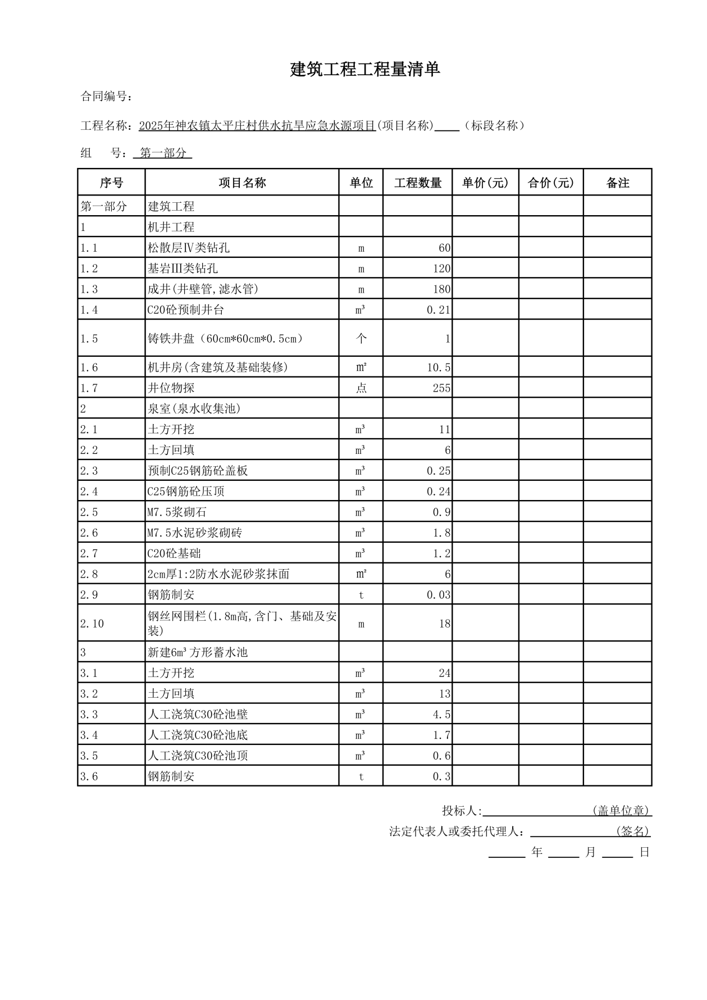 建筑工程工程量清单
合同编号：
工程名称：2025年神农镇太平庄村供水抗旱应急水源项目(项目名称)____（标段名称）
组 号： 第一部分
序号 项目名称 单位 工程数量 单价(元) 合价(元) 备注
第一部分 建筑工程
1 机井工程
1.1 松散层Ⅳ类钻孔 m 60
1.2 基岩Ⅲ类钻孔 m 120
1.3 成井(井壁管,滤水管) m 180
1.4 C20砼预制井台 m³ 0.21
1.5 铸铁井盘（60cm*60cm*0.5cm） 个 1
1.6 机井房(含建筑及基础装修) m² 10.5
1.7 井位物探 点 255
2 泉室(泉水收集池)
2.1 土方开挖 m³ 11
2.2 土方回填 m³ 6
2.3 预制C25钢筋砼盖板 m³ 0.25
2.4 C25钢筋砼压顶 m³ 0.24
2.5 M7.5浆砌石 m³ 0.9
2.6 M7.5水泥砂浆砌砖 m³ 1.8
2.7 C20砼基础 m³ 1.2
2.8 2cm厚1:2防水水泥砂浆抹面 m² 6
2.9 钢筋制安 t 0.03
2.10 钢丝网围栏(1.8m高,含门、基础及安 m 18
装)
3 新建6m³方形蓄水池
3.1 土方开挖 m³ 24
3.2 土方回填 m³ 13
3.3 人工浇筑C30砼池壁 m³ 4.5
3.4 人工浇筑C30砼池底 m³ 1.7
3.5 人工浇筑C30砼池顶 m³ 0.6
3.6 钢筋制安 t 0.3
投标人:__________(盖单位章)
法定代表人或委托代理人：__________(签名)
____ 年 ____ 月 ____ 日